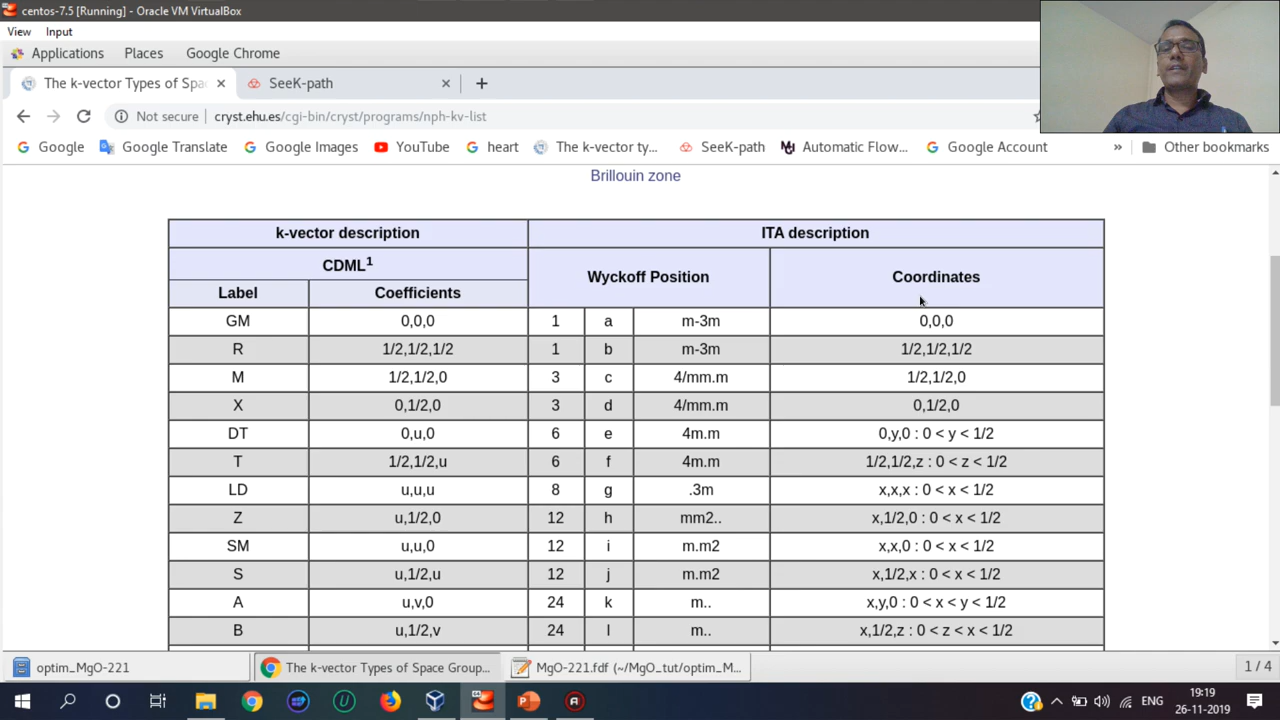 centos-7.5 [Running] - Oracle VM VirtualBox
View Input
Applications Places Google Chrome
The k-vector Types of Spac
SeeK-path
Not secure cryst.ehu.es/cgi-bin/cryst/programs/nph-kv-list
Google Google Translate Google Images YouTube heart The k-vector ty... SeeK-path Automatic Flow... Google Account » Other bookmarks
Brillouin zone
k-vector description ITA description
CDML1 Wyckoff Position Coordinates
Label Coefficients
GM 0,0,0 1 a m-3m 0,0,0
R 1/2,1/2,1/2 1 b m-3m 1/2,1/2,1/2
M 1/2,1/2,0 3 c 4/mm.m 1/2,1/2,0
X 0,1/2,0 3 d 4/mm.m 0,1/2,0
DT 0,u,0 6 e 4m.m 0,y,0 : 0 < y < 1/2
T 1/2,1/2,u 6 f 4m.m 1/2,1/2,z : 0 < z < 1/2
LD u,u,u 8 g .3m x,x,x : 0 < x < 1/2
Z u,1/2,0 12 h mm2.. x,1/2,0 : 0 < x < 1/2
SM u,u,0 12 i m.m2 x,x,0 : 0 < x < 1/2
S u,1/2,u 12 j m.m2 x,1/2,x : 0 < x < 1/2
A u,v,0 24 k m.. x,y,0 : 0 < x < y < 1/2
B u,1/2,v 24 l m.. x,1/2,z : 0 < z < x < 1/2
optim_MgO-221 The k-vector Types of Space Group... MgO-221.fdf (~/MgO_tut/optim_M... 1 / 4
ENG 19:19
26-11-2019